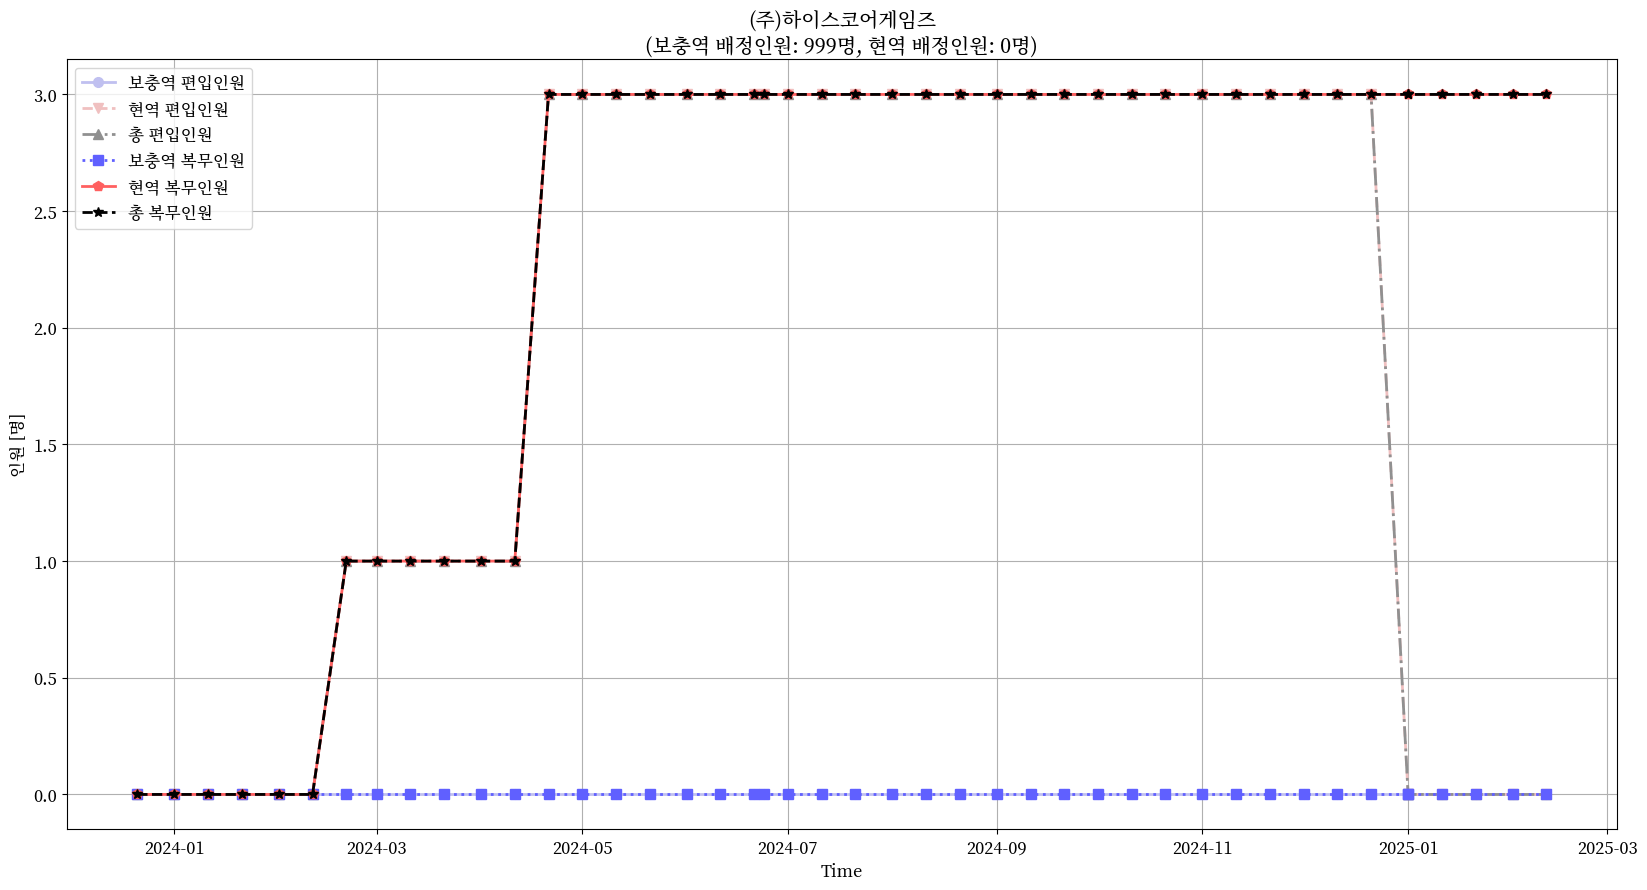 (주)하이스코어게임즈
(보충역 배정인원: 999명, 현역 배정인원: 0명)
보충역 편입인원
현역 편입인원
총 편입인원
보충역 복무인원
현역 복무인원
총 복무인원
인원 [명]
3.0
2.5
2.0
1.5
1.0
0.5
0.0
2024-01
2024-03
2024-05
2024-07
2024-09
2024-11
2025-01
2025-03
Time